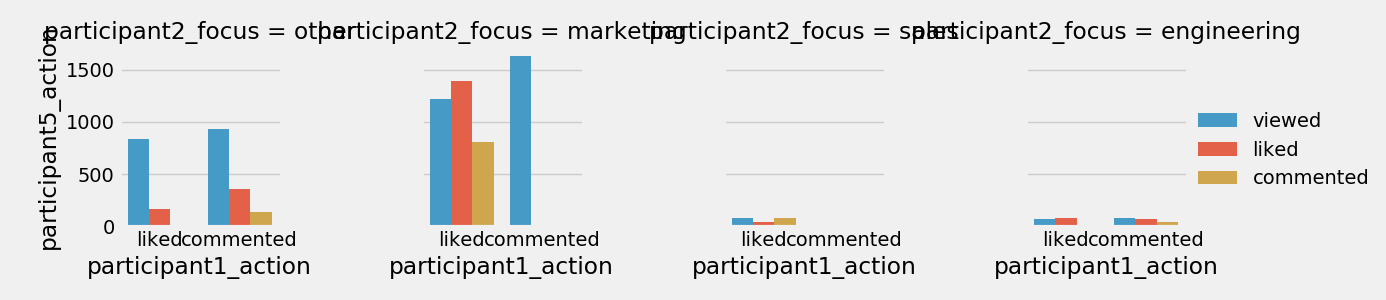 participant2_focus = other
participant2_focus = marketing
participant2_focus = sales
participant2_focus = engineering
participant5_action
1500
1000
500
0
viewed
liked
commented
liked commented
liked commented
liked commented
liked commented
participant1_action
participant1_action
participant1_action
participant1_action